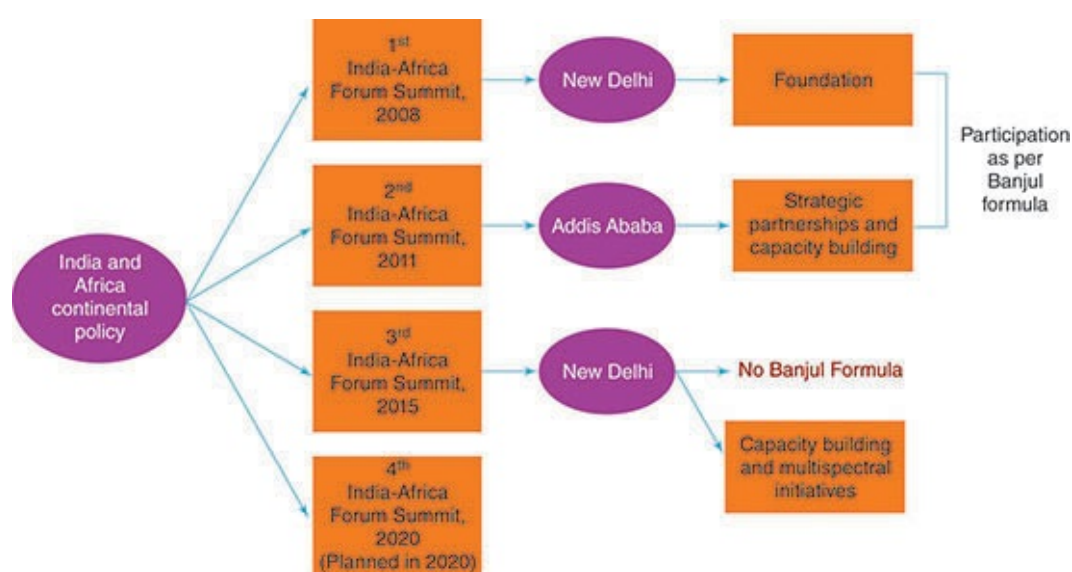 1st
India-Africa
Forum Summit,
2008
New Delhi
Foundation
Participation
as per
Banjul
formula
2nd
India-Africa
Forum Summit,
2011
Addis Ababa
Strategic
partnerships and
capacity building
India and
Africa
continental
policy
3rd
India-Africa
Forum Summit,
2015
New Delhi
No Banjul Formula
Capacity building
and multispectral
initiatives
4th
India-Africa
Forum Summit,
2020
(Planned in 2020)